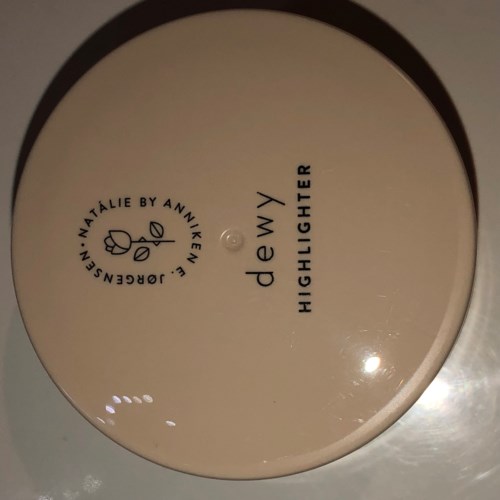 NATÁLIE BY ANNIKEN E. JØRGENSEN •
dewy
HIGHLIGHTER